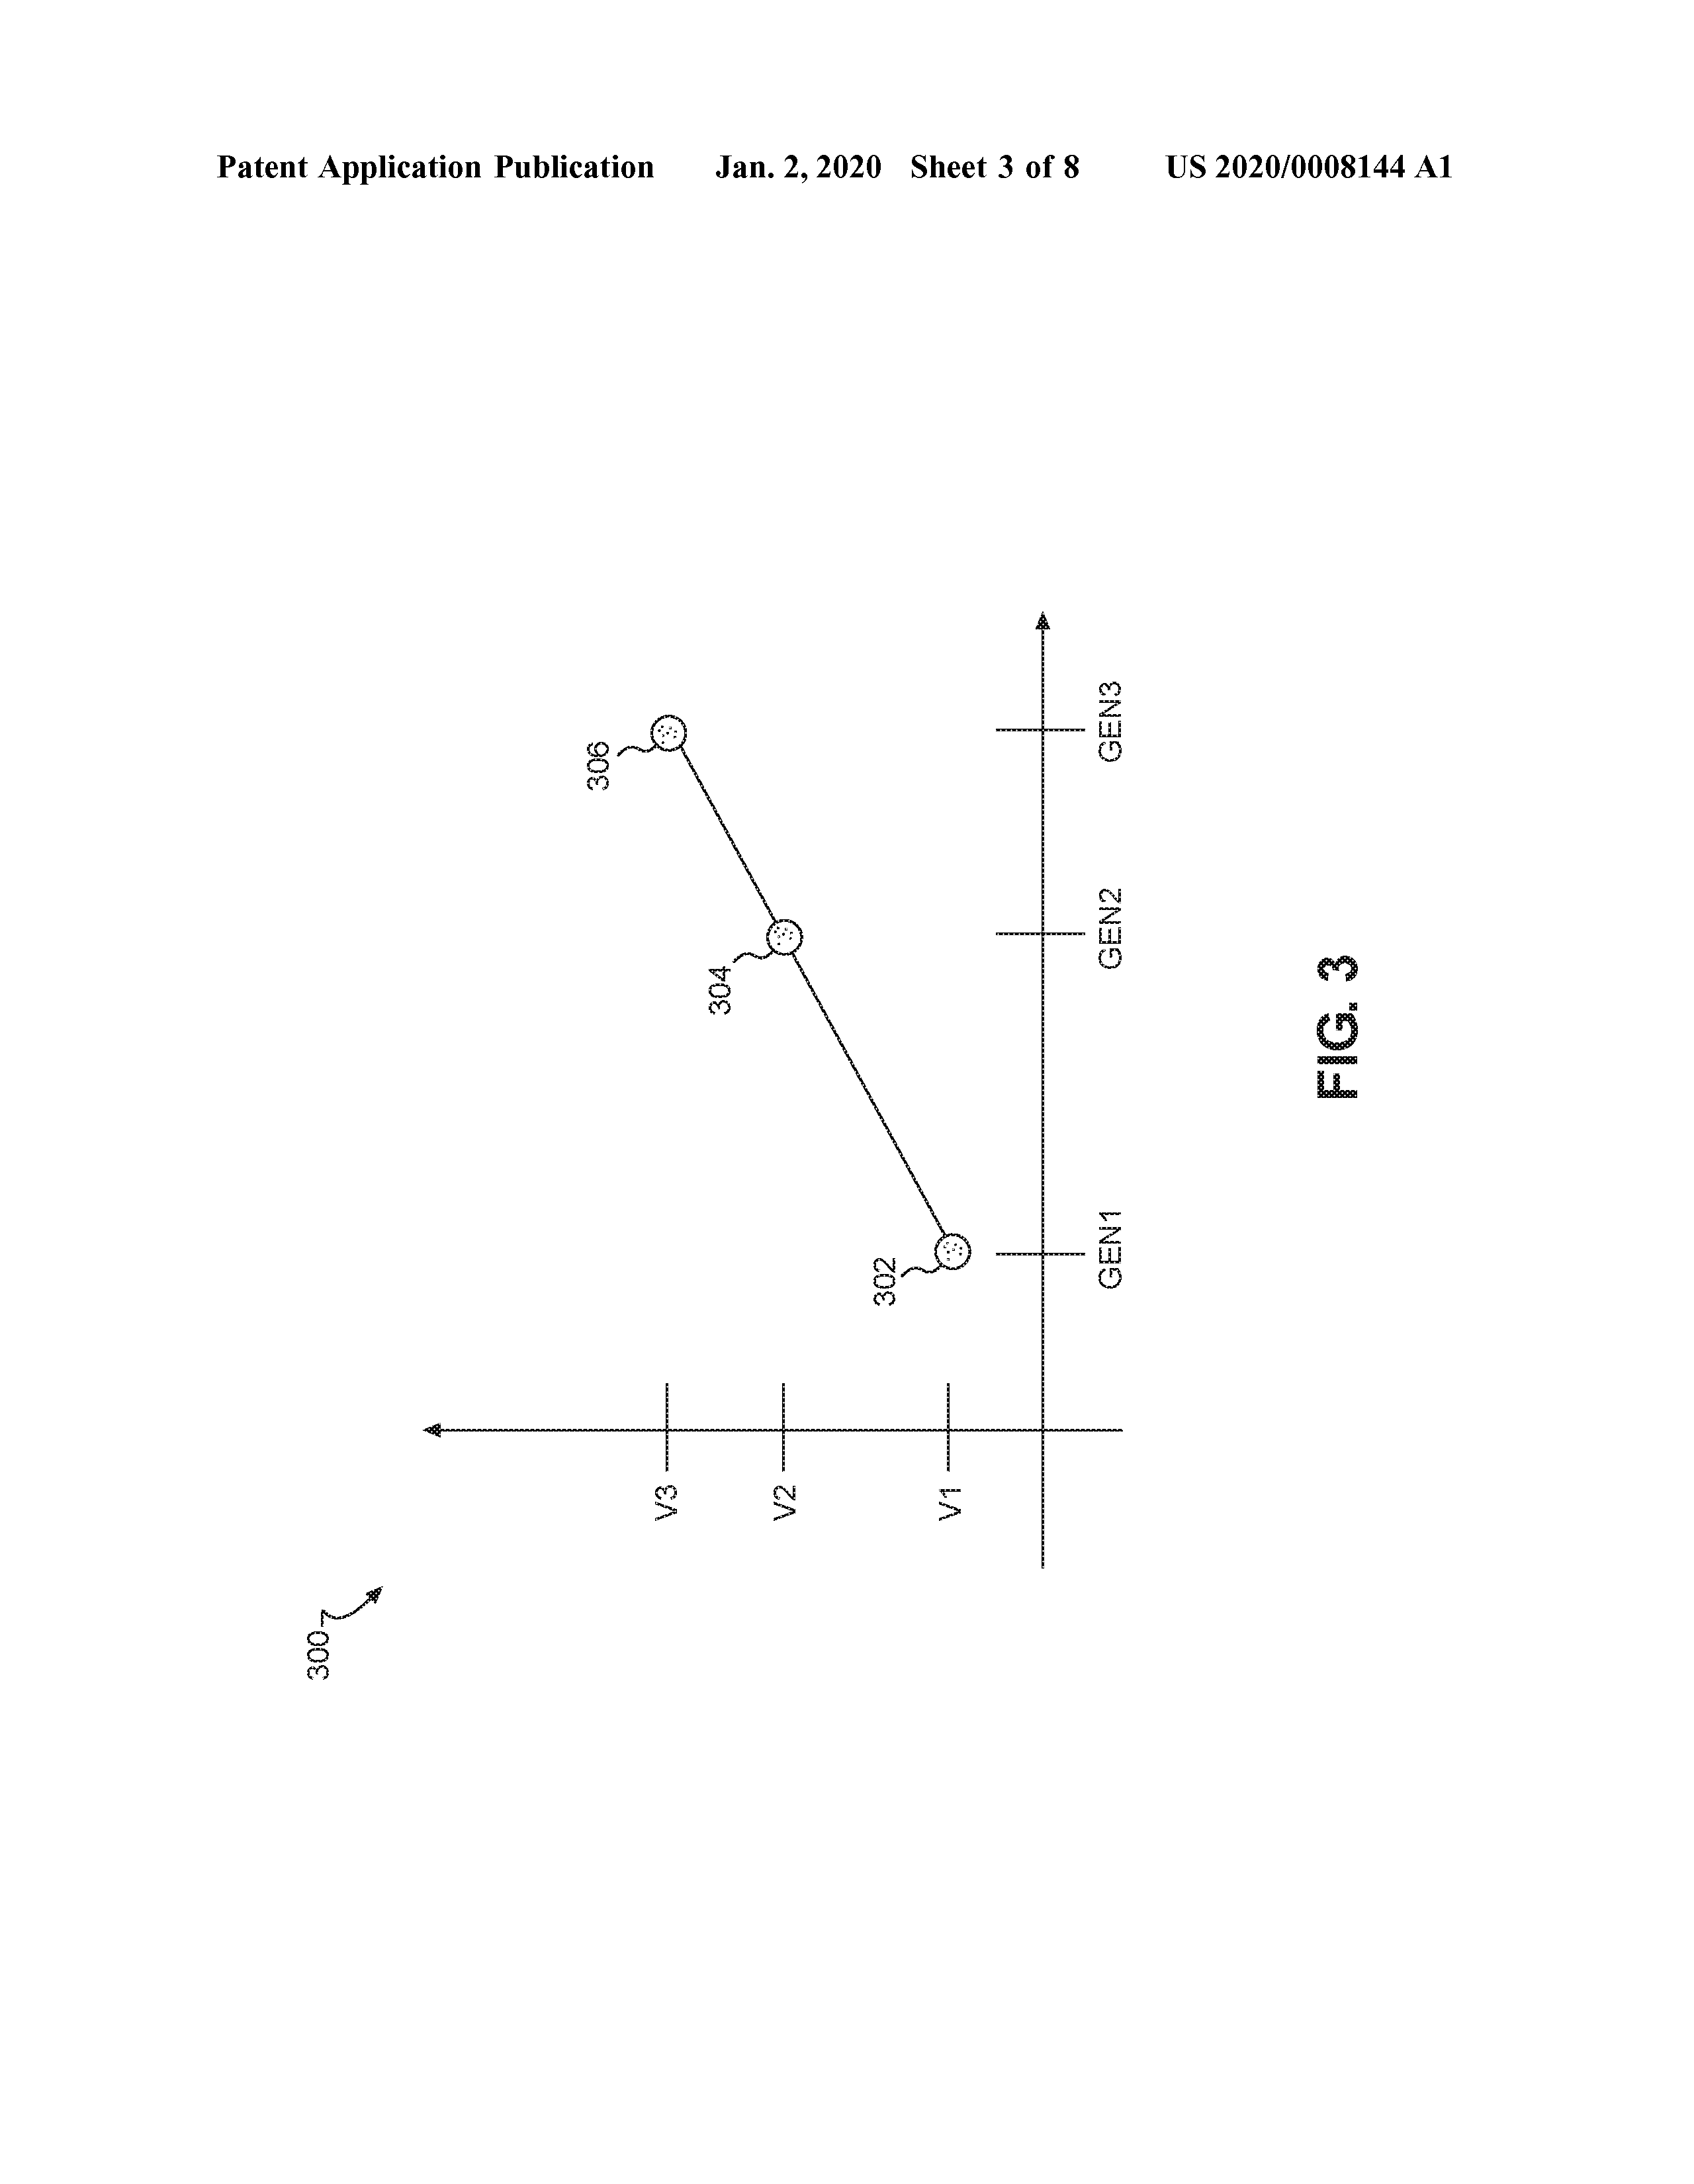 Patent Application Publication Jan. 2, 2020 Sheet 3 of 8 US 2020/0008144 A1
300
306
304
302
V3
V2
V1
GEN1
GEN2
GEN3
FIG. 3